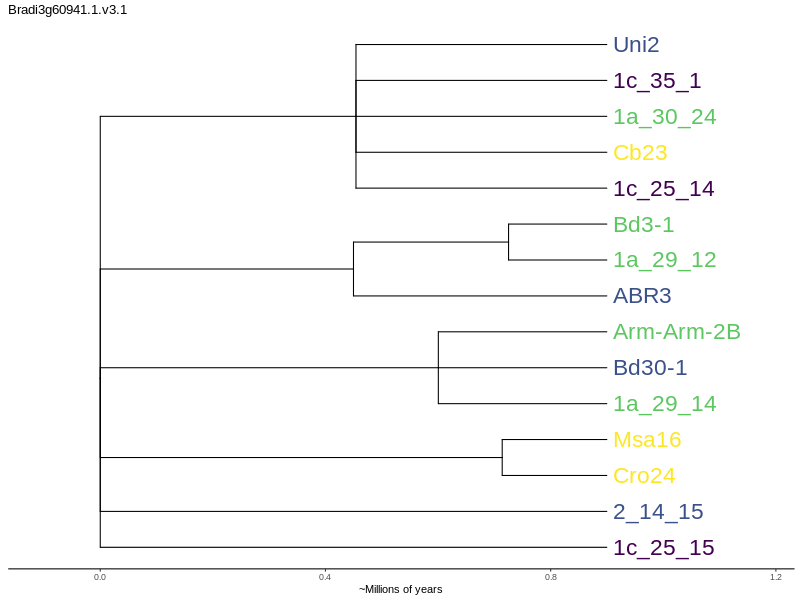 Bradi3g60941.1.v3.1
Uni2
1c_35_1
1a_30_24
Cb23
1c_25_14
Bd3-1
1a_29_12
ABR3
Arm-Arm-2B
Bd30-1
1a_29_14
Msa16
Cro24
2_14_15
1c_25_15
0.0 0.4 0.8 1.2
~Millions of years